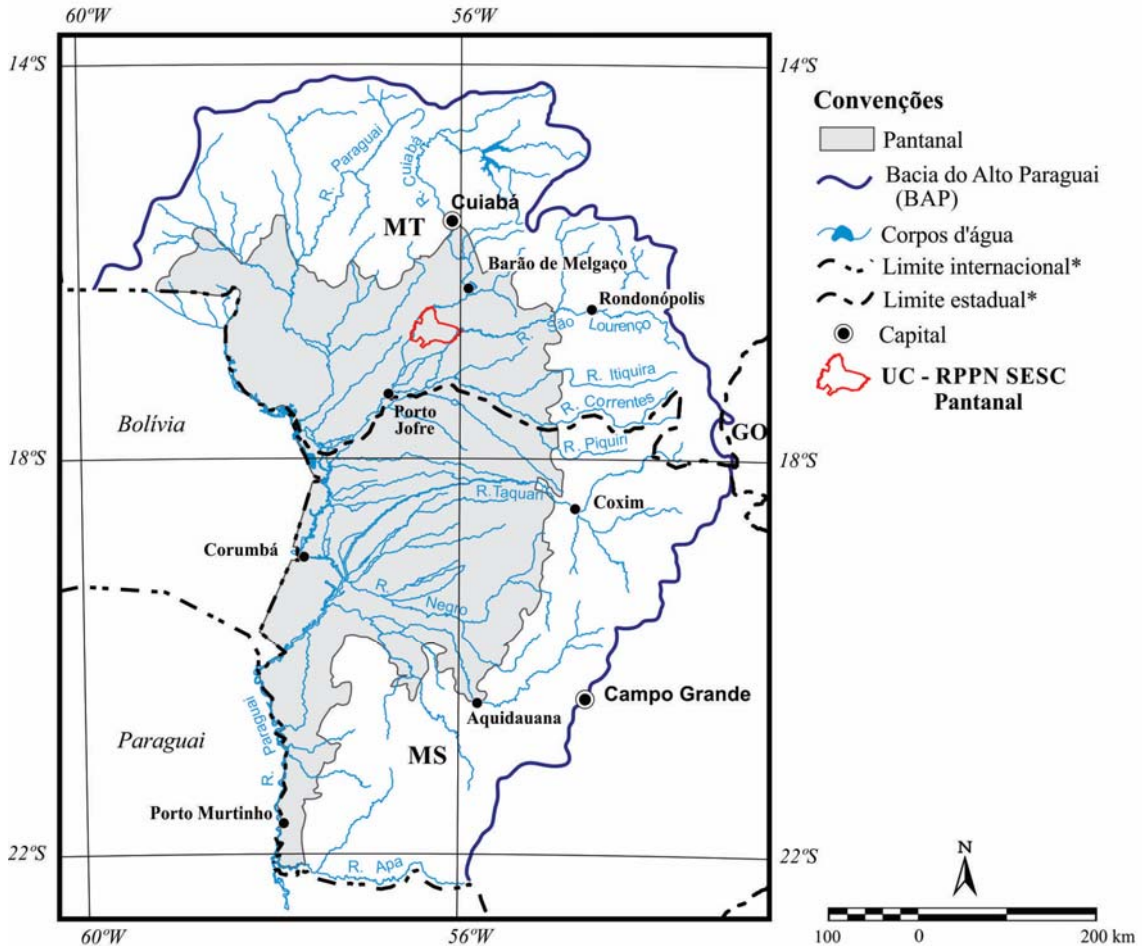 60ºW
56ºW
14ºS
14ºS
Convenções
Pantanal
Bacia do Alto Paraguai
(BAP)
Corpos d'água
Limite internacional*
Limite estadual*
Capital
UC - RPPN SESC
Pantanal
R. Paraguai
R. Cuiabá
Cuiabá
MT
Barão de Melgaço
Rondonópolis
R. São Lourenço
R. Itiquira
R. Correntes
Porto
Jofre
Bolívia
GO
R. Piquiri
18ºS
18ºS
R.Taquari
Coxim
Corumbá
R. Negro
Campo Grande
Aquidauana
Paraguai
R. Paraguai
MS
Porto Murtinho
22ºS
22ºS
R. Apa
N
60ºW
56ºW
100
0
200 km